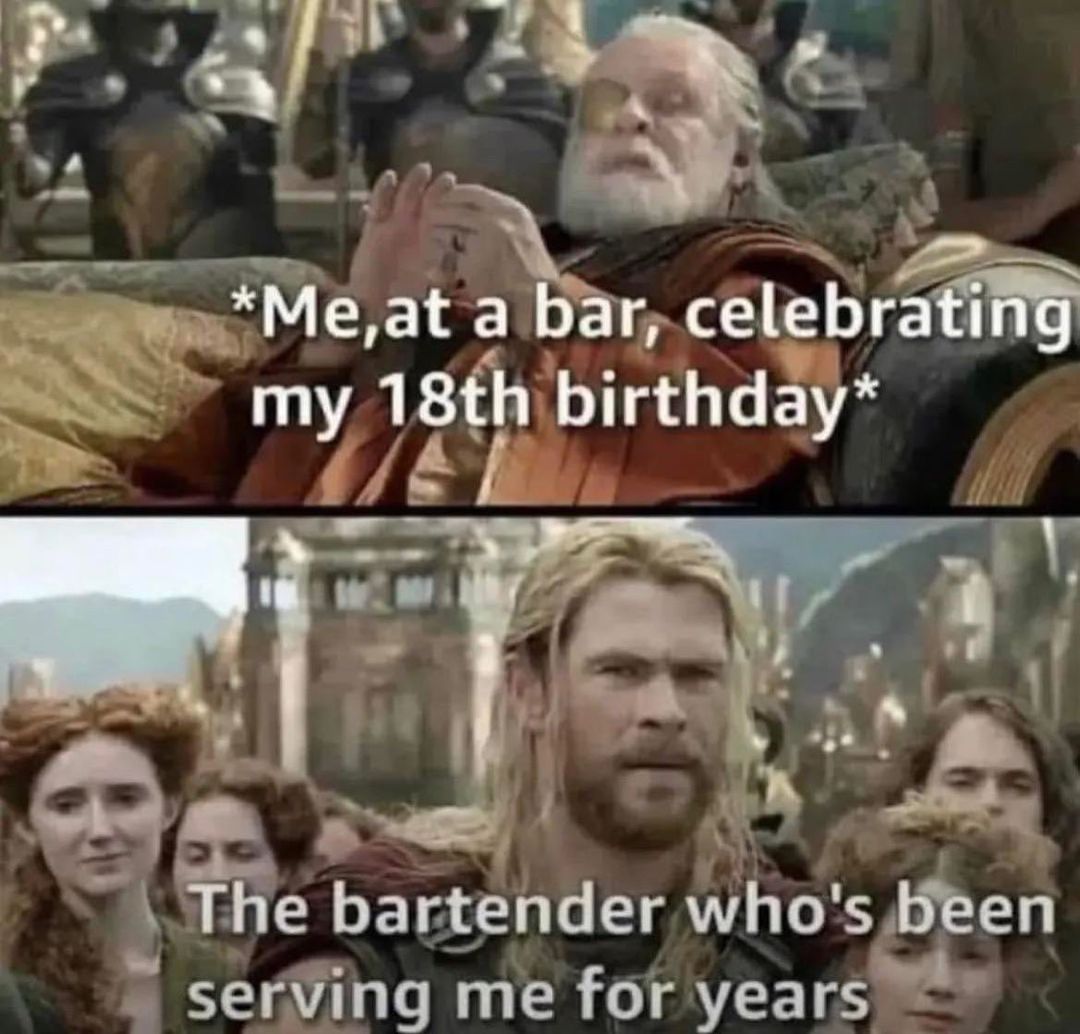 *Me,at a bar, celebrating
my 18th birthday*
The bartender who's been
serving me for years